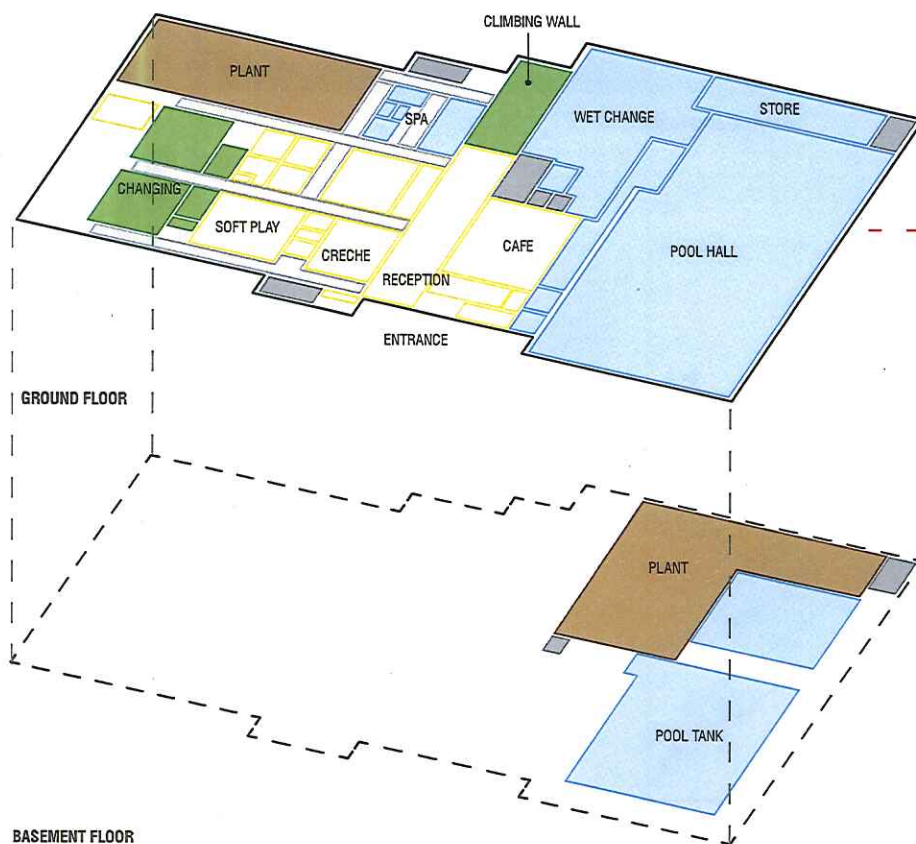 CLIMBING WALL
PLANT
STORE
SPA
WET CHANGE
CHANGING
SOFT PLAY
CRECHE
CAFE
POOL HALL
RECEPTION
ENTRANCE
GROUND FLOOR
PLANT
POOL TANK
BASEMENT FLOOR